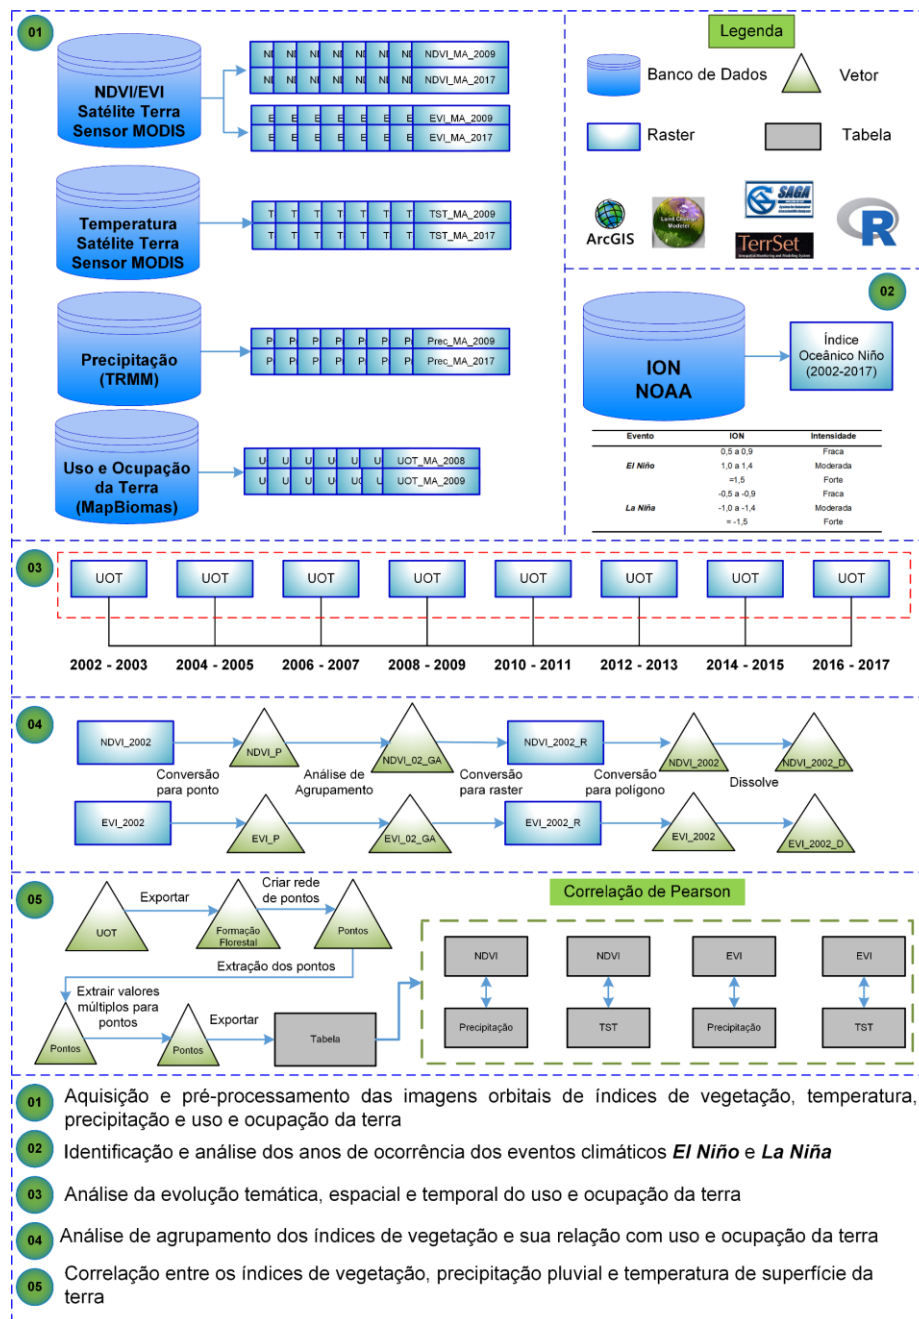 01
NDVI/EVI
Satélite Terra
Sensor MODIS
NDVI_MA_2009
NDVI_MA_2017
EVI_MA_2009
EVI_MA_2017
Temperatura
Satélite Terra
Sensor MODIS
TST_MA_2009
TST_MA_2017
Precipitação
(TRMM)
Prec_MA_2009
Prec_MA_2017
Uso e Ocupação
da Terra
(MapBiomas)
UOT_MA_2008
UOT_MA_2009
Legenda
Banco de Dados
Vetor
Raster
Tabela
ArcGIS
Land Change
Modeler
SAGA
TerrSet
Geospatial Monitoring and Modeling System
R
02
ION
NOAA
Índice
Oceânico Niño
(2002-2017)
Evento ION Intensidade
0,5 a 0,9 Fraca
El Niño 1,0 a 1,4 Moderada
=1,5 Forte
-0,5 a -0,9 Fraca
La Niña -1,0 a -1,4 Moderada
= -1,5 Forte
03
UOT UOT UOT UOT UOT UOT UOT UOT
2002 - 2003 2004 - 2005 2006 - 2007 2008 - 2009 2010 - 2011 2012 - 2013 2014 - 2015 2016 - 2017
04
NDVI_2002 NDVI_P NDVI_02_GA NDVI_2002_R NDVI_2002 NDVI_2002_D
Conversão
para ponto
Análise de
Agrupamento
Conversão
para raster
Conversão
para polígono
Dissolve
EVI_2002 EVI_P EVI_02_GA EVI_2002_R EVI_2002 EVI_2002_D
05
UOT
Exportar
Formação
Florestal
Criar rede
de pontos
Pontos
Extração dos pontos
Extrair valores
múltiplos para
pontos
Pontos
Pontos
Exportar
Tabela
Correlação de Pearson
NDVI NDVI EVI EVI
Precipitação TST Precipitação TST
01 Aquisição e pré-processamento das imagens orbitais de índices de vegetação, temperatura,
precipitação e uso e ocupação da terra
02 Identificação e análise dos anos de ocorrência dos eventos climáticos El Niño e La Niña
03 Análise da evolução temática, espacial e temporal do uso e ocupação da terra
04 Análise de agrupamento dos índices de vegetação e sua relação com uso e ocupação da terra
05 Correlação entre os índices de vegetação, precipitação pluvial e temperatura de superfície da
terra